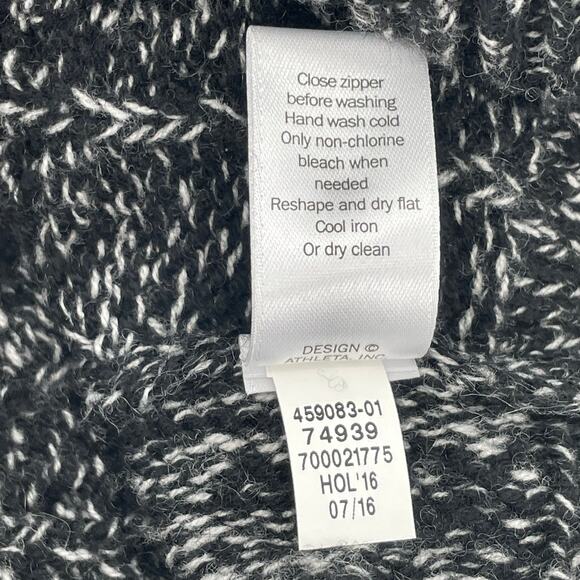 Close zipper
before washing
Hand wash cold
Only non-chlorine
bleach when
needed
Reshape and dry flat
Cool iron
Or dry clean
DESIGN ©
ATHLETA, INC.
459083-01
74939
700021775
HOL'16
07/16